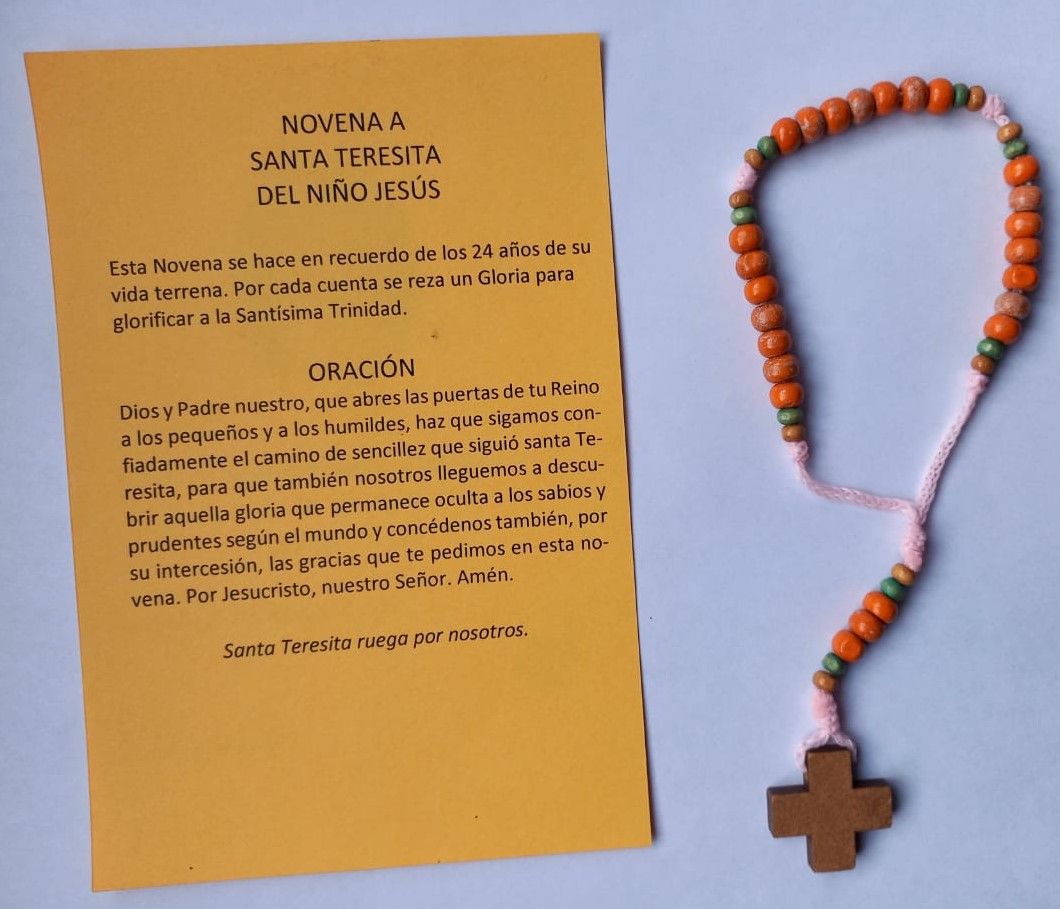 NOVENA A
SANTA TERESITA
DEL NIÑO JESÚS
Esta Novena se hace en recuerdo de los 24 años de su
vida terrena. Por cada cuenta se reza un Gloria para
glorificar a la Santísima Trinidad.
ORACIÓN
Dios y Padre nuestro, que abres las puertas de tu Reino
a los pequeños y a los humildes, haz que sigamos con-
fiadamente el camino de sencillez que siguió santa Te-
resita, para que también nosotros lleguemos a descu-
brir aquella gloria que permanece oculta a los sabios y
prudentes según el mundo y concédenos también, por
su intercesión, las gracias que te pedimos en esta no-
vena. Por Jesucristo, nuestro Señor. Amén.
Santa Teresita ruega por nosotros.